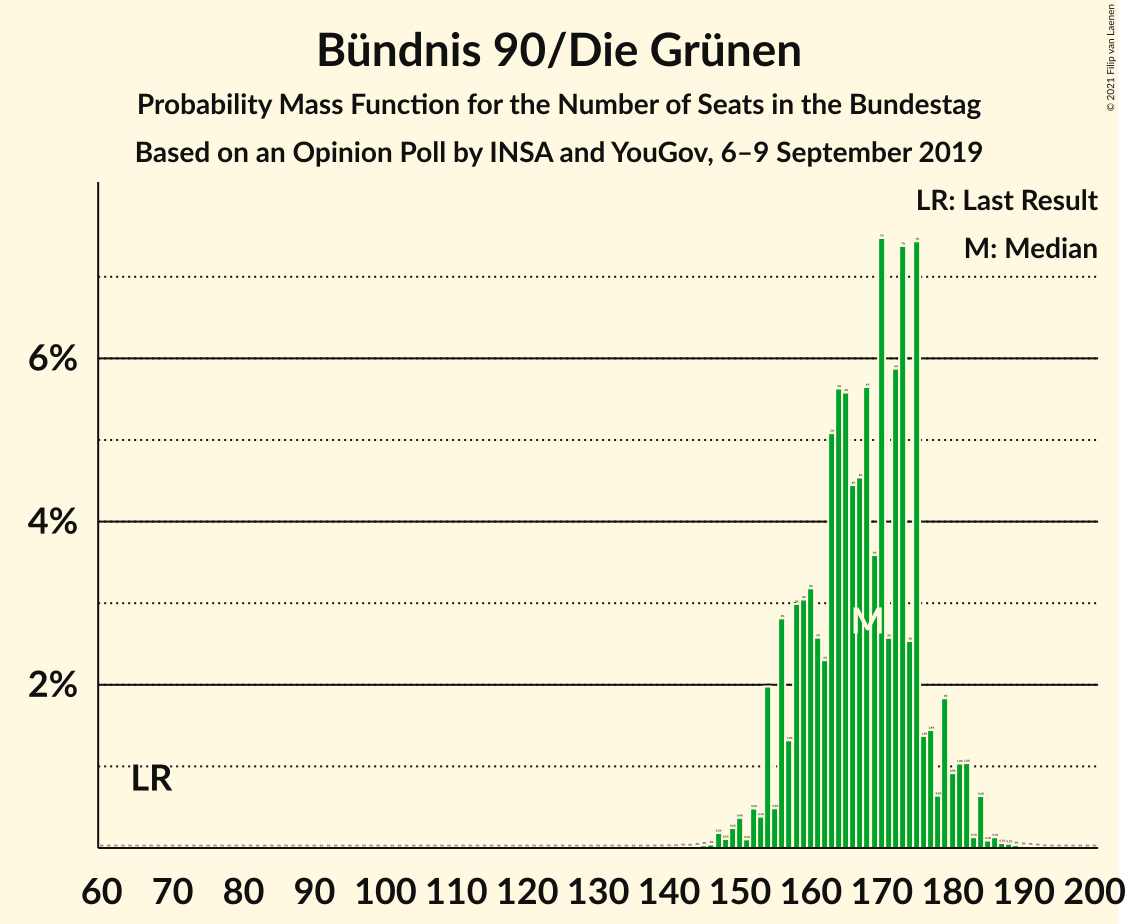 Bündnis 90/Die Grünen
Probability Mass Function for the Number of Seats in the Bundestag
Based on an Opinion Poll by INSA and YouGov, 6–9 September 2019
© 2021 Filip van Laenen
LR: Last Result
M: Median
6%
4%
2%
M
LR
60 70 80 90 100 110 120 130 140 150 160 170 180 190 200